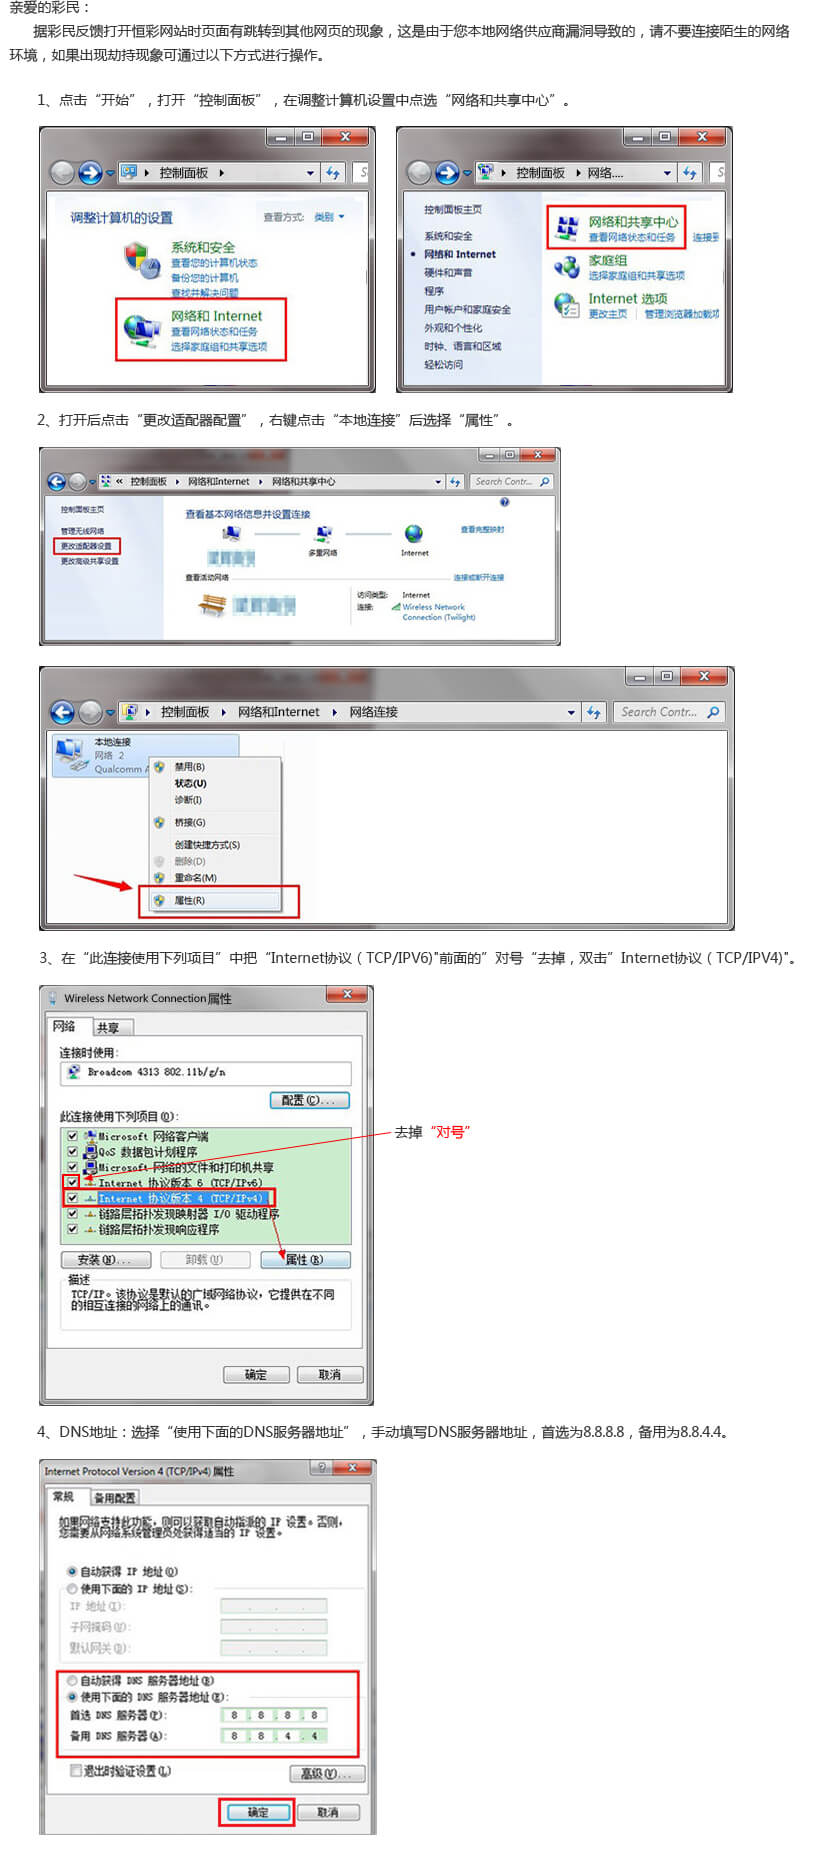 亲爱的彩民：
据彩民反馈打开恒彩网站时页面有跳转到其他网页的现象，这是由于您本地网络供应商漏洞导致的，请不要连接陌生的网络
环境，如果出现劫持现象可通过以下方式进行操作。
1、点击“开始”，打开“控制面板”，在调整计算机设置中点选“网络和共享中心”。
控制面板
调整计算机的设置
查看方式: 类别
系统和安全
查看您的计算机状态
备份您的计算机
查找并解决问题
网络和 Internet
查看网络状态和任务
选择家庭组和共享选项
控制面板 网络....
控制面板主页
系统和安全
网络和 Internet
硬件和声音
程序
用户帐户和家庭安全
外观和个性化
时钟、语言和区域
轻松访问
网络和共享中心
查看网络状态和任务 连接到
家庭组
选择家庭组和共享选项
Internet 选项
更改主页 管理浏览器加载项
2、打开后点击“更改适配器配置”，右键点击“本地连接”后选择“属性”。
« 控制面板 网络和Internet 网络和共享中心 Search Contr...
控制面板主页
管理无线网络
更改适配器设置
更改高级共享设置
查看基本网络信息并设置连接
查看完整映射
多重网络 Internet
查看活动网络 连接或断开连接
访问类型: Internet
连接: Wireless Network
Connection (Twilight)
控制面板 网络和Internet 网络连接 Search Contr...
本地连接
网络 2
Qualcomm A
禁用(B)
状态(U)
诊断(I)
桥接(G)
创建快捷方式(S)
删除(D)
重命名(M)
属性(R)
3、在“此连接使用下列项目”中把“Internet协议（TCP/IPV6)"前面的”对号“去掉，双击”Internet协议（TCP/IPV4)"。
Wireless Network Connection 属性
网络 共享
连接时使用:
Broadcom 4313 802.11b/g/n
配置(C)...
此连接使用下列项目(O):
Microsoft 网络客户端
QoS 数据包计划程序
Microsoft 网络的文件和打印机共享
Internet 协议版本 6 (TCP/IPv6)
Internet 协议版本 4 (TCP/IPv4)
链路层拓扑发现映射器 I/O 驱动程序
链路层拓扑发现响应程序
去掉“对号”
安装(N)... 卸载(U) 属性(R)
描述
TCP/IP。该协议是默认的广域网络协议，它提供在不同
的相互连接的网络上的通讯。
确定 取消
4、DNS地址：选择“使用下面的DNS服务器地址”，手动填写DNS服务器地址，首选为8.8.8.8，备用为8.8.4.4。
Internet Protocol Version 4 (TCP/IPv4) 属性
常规 备用配置
如果网络支持此功能，则可以获取自动指派的 IP 设置。否则，
您需要从网络系统管理员处获得适当的 IP 设置。
自动获得 IP 地址(O)
使用下面的 IP 地址(S):
IP 地址(I):
子网掩码(U):
默认网关(D):
自动获得 DNS 服务器地址(B)
使用下面的 DNS 服务器地址(E):
首选 DNS 服务器(P): 8 . 8 . 8 . 8
备用 DNS 服务器(A): 8 . 8 . 4 . 4
退出时验证设置(L)
高级(V)...
确定 取消